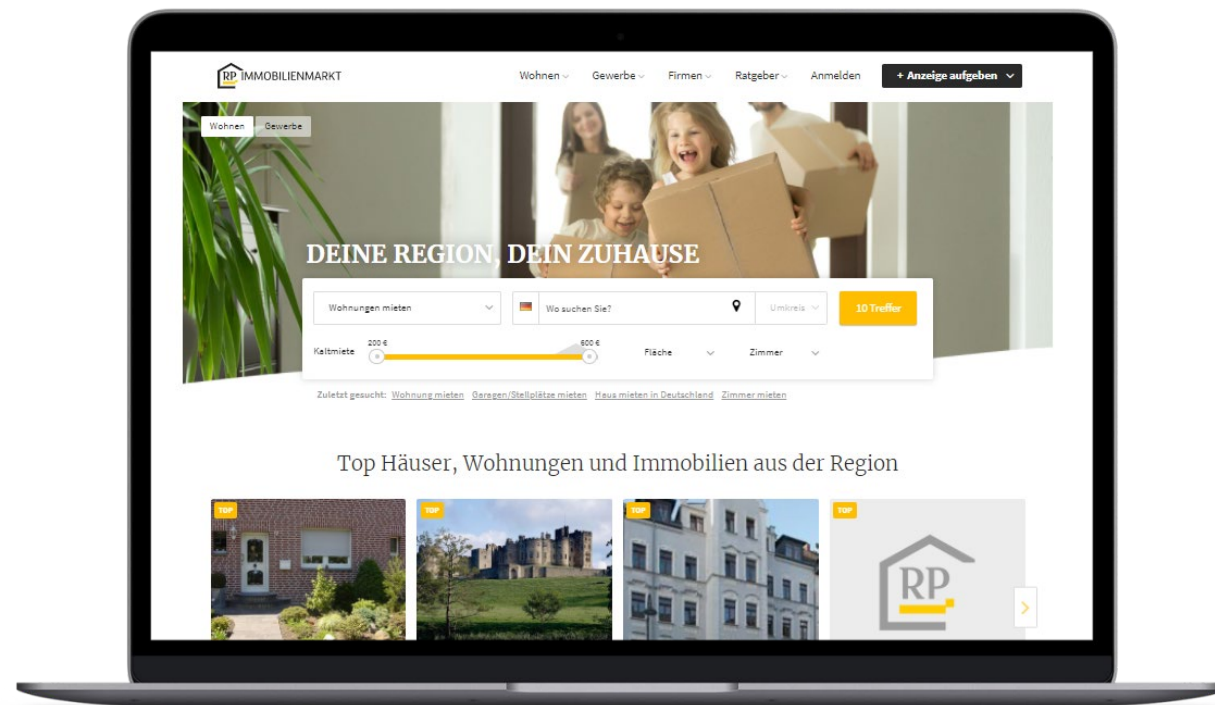 RP IMMOBILIENMARKT
Wohnen Gewerbe Firmen Ratgeber Anmelden + Anzeige aufgeben
Wohnen Gewerbe
DEINE REGION, DEIN ZUHAUSE
Wohnungen mieten Wo suchen Sie? Umkreis 10 Treffer
200 € 600 €
Kaltmiete Fläche Zimmer
Zuletzt gesucht: Wohnung mieten Garagen/Stellplätze mieten Haus mieten in Deutschland Zimmer mieten
Top Häuser, Wohnungen und Immobilien aus der Region
TOP TOP TOP TOP
RP